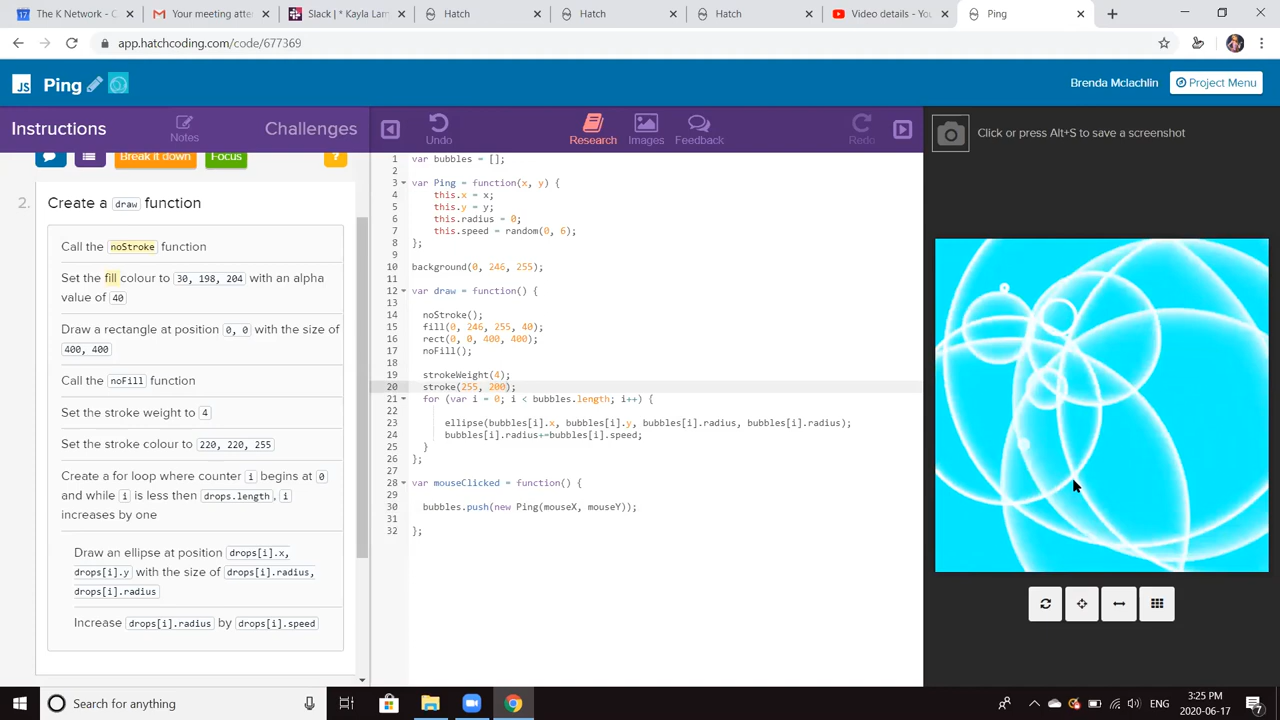 17 The K Network - C
Your meeting atte
Slack | * Kayla Lam
Hatch
Hatch
Hatch
Video details - You
Ping
app.hatchcoding.com/code/677369
JS Ping
Brenda Mclachlin
Project Menu
Instructions
Notes
Challenges
Undo
Research
Images
Feedback
Redo
Click or press Alt+S to save a screenshot
Break it down
Focus
?
2. Create a draw function
Call the noStroke function
Set the fill colour to 30, 198, 204 with an alpha
value of 40
Draw a rectangle at position 0, 0 with the size of
400, 400
Call the noFill function
Set the stroke weight to 4
Set the stroke colour to 220, 220, 255
Create a for loop where counter i begins at 0
and while i is less then drops.length, i
increases by one
Draw an ellipse at position drops[i].x,
drops[i].y with the size of drops[i].radius,
drops[i].radius
Increase drops[i].radius by drops[i].speed
1 var bubbles = [];
2
3 var Ping = function(x, y) {
4 this.x = x;
5 this.y = y;
6 this.radius = 0;
7 this.speed = random(0, 6);
8 };
9
10 background(0, 246, 255);
11
12 var draw = function() {
13
14 noStroke();
15 fill(0, 246, 255, 40);
16 rect(0, 0, 400, 400);
17 noFill();
18
19 strokeWeight(4);
20 stroke(255, 200);
21 for (var i = 0; i < bubbles.length; i++) {
22
23 ellipse(bubbles[i].x, bubbles[i].y, bubbles[i].radius, bubbles[i].radius);
24 bubbles[i].radius+=bubbles[i].speed;
25 }
26 };
27
28 var mouseClicked = function() {
29
30 bubbles.push(new Ping(mouseX, mouseY));
31
32 };
Search for anything
ENG
3:25 PM
2020-06-17
7